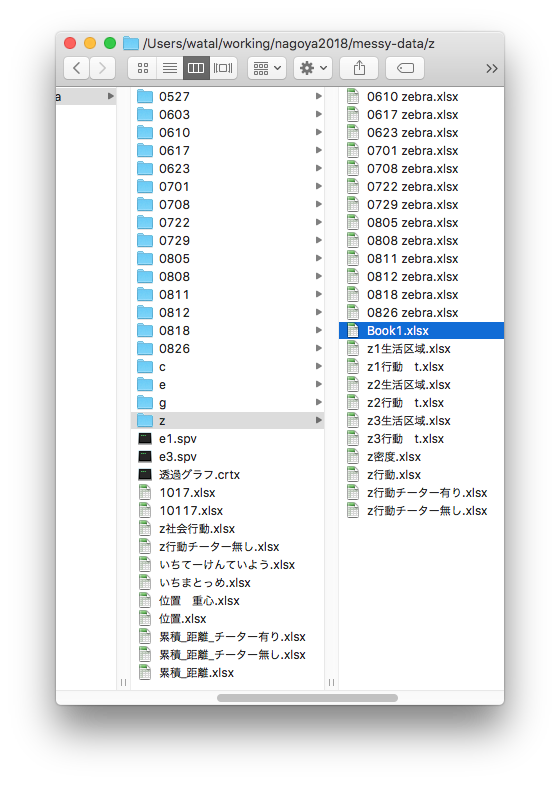 /Users/watal/working/nagoya2018/messy-data/z
a
0527
0603
0610
0617
0623
0701
0708
0722
0729
0805
0808
0811
0812
0818
0826
c
e
g
z
e1.spv
e3.spv
透過グラフ.crtx
1017.xlsx
10117.xlsx
z社会行動.xlsx
z行動チーター無し.xlsx
いちてーけんていよう.xlsx
いちまとっめ.xlsx
位置　重心.xlsx
位置.xlsx
累積_距離_チーター有り.xlsx
累積_距離_チーター無し.xlsx
累積_距離.xlsx
0610 zebra.xlsx
0617 zebra.xlsx
0623 zebra.xlsx
0701 zebra.xlsx
0708 zebra.xlsx
0722 zebra.xlsx
0729 zebra.xlsx
0805 zebra.xlsx
0808 zebra.xlsx
0811 zebra.xlsx
0812 zebra.xlsx
0818 zebra.xlsx
0826 zebra.xlsx
Book1.xlsx
z1生活区域.xlsx
z1行動　t.xlsx
z2生活区域.xlsx
z2行動　t.xlsx
z3生活区域.xlsx
z3行動　t.xlsx
z密度.xlsx
z行動.xlsx
z行動チーター有り.xlsx
z行動チーター無し.xlsx